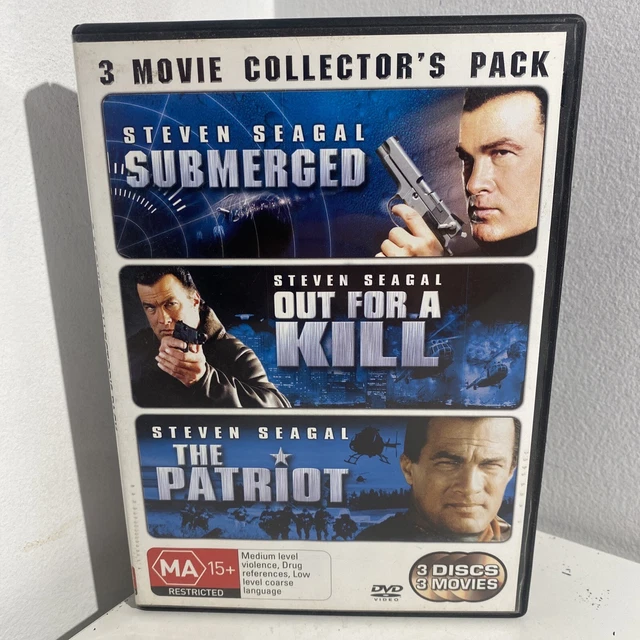 3 MOVIE COLLECTOR'S PACK
STEVEN SEAGAL
SUBMERGED
STEVEN SEAGAL
OUT FOR A
KILL
STEVEN SEAGAL
THE
PATRIOT
MA 15+
RESTRICTED
Medium level
violence, Drug
references, Low
level coarse
language
DVD
VIDEO
3 DISCS
3 MOVIES